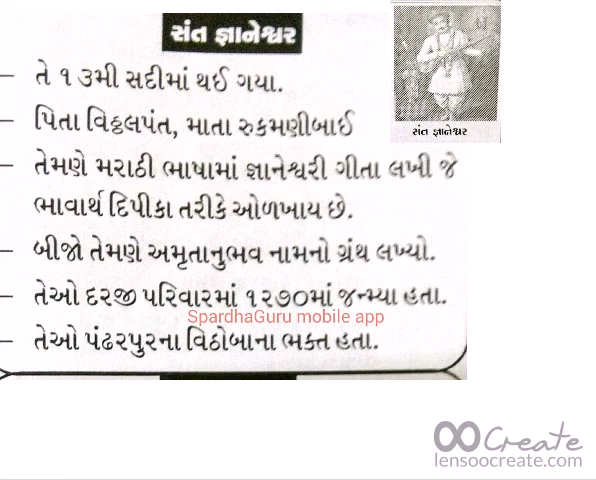 સંત જ્ઞાનેશ્વર
– તે ૧૩મી સદીમાં થઈ ગયા.
– પિતા વિઠ્ઠલપંત, માતા રુકમણીબાઈ
સંત જ્ઞાનેશ્વર
– તેમણે મરાઠી ભાષામાં જ્ઞાનેશ્વરી ગીતા લખી જે
ભાવાર્થ દિપીકા તરીકે ઓળખાય છે.
– બીજો તેમણે અમૃતાનુભવ નામનો ગ્રંથ લખ્યો.
– તેઓ દરજી પરિવારમાં ૧૨૭૦માં જન્મ્યા હતા.
SpardhaGuru mobile app
– તેઓ પંઢરપુરના વિઠોબાના ભક્ત હતા.
Create
lensoocreate.com